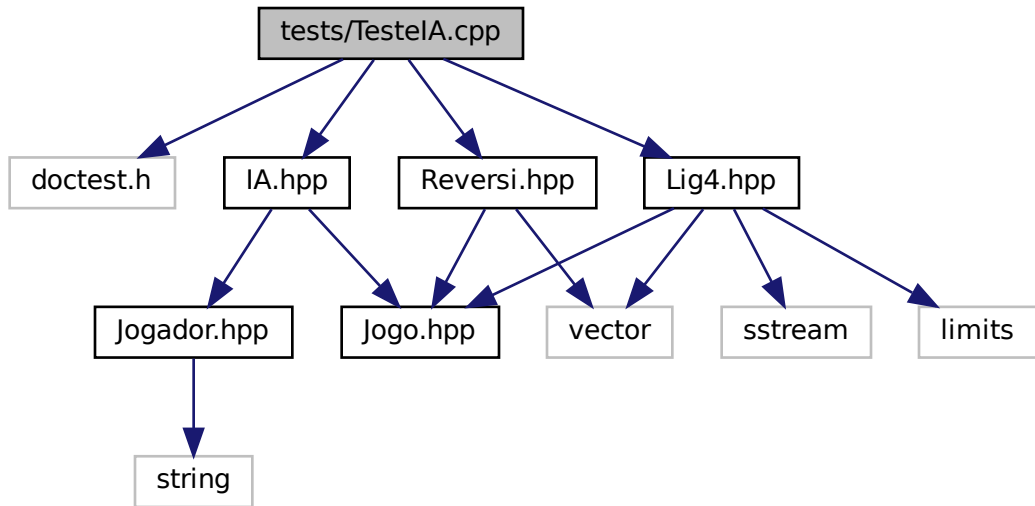 tests/TesteIA.cpp
doctest.h
IA.hpp
Reversi.hpp
Lig4.hpp
Jogador.hpp
Jogo.hpp
vector
sstream
limits
string